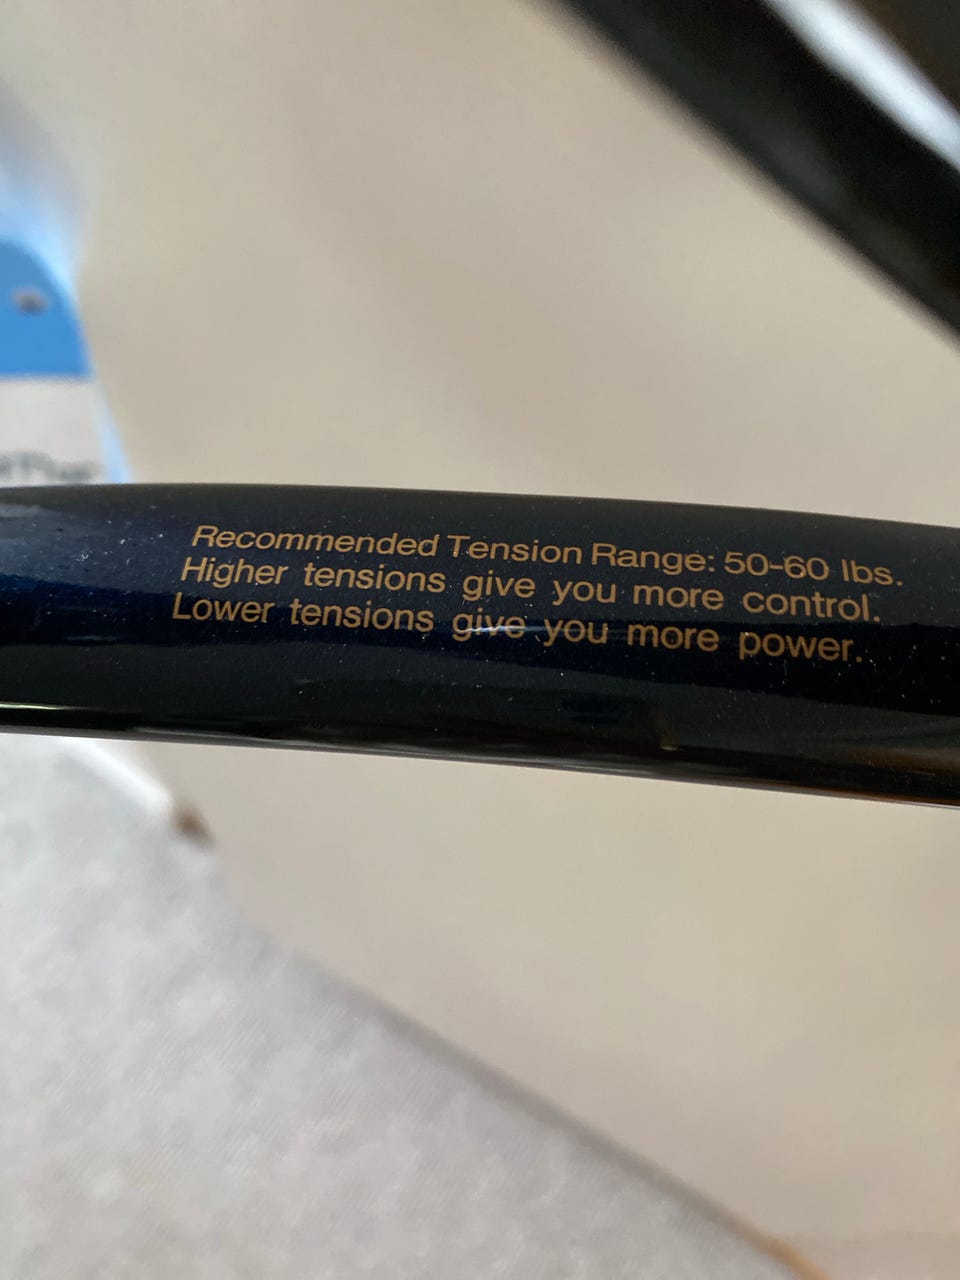 Recommended Tension Range: 50-60 lbs.
Higher tensions give you more control.
Lower tensions give you more power.